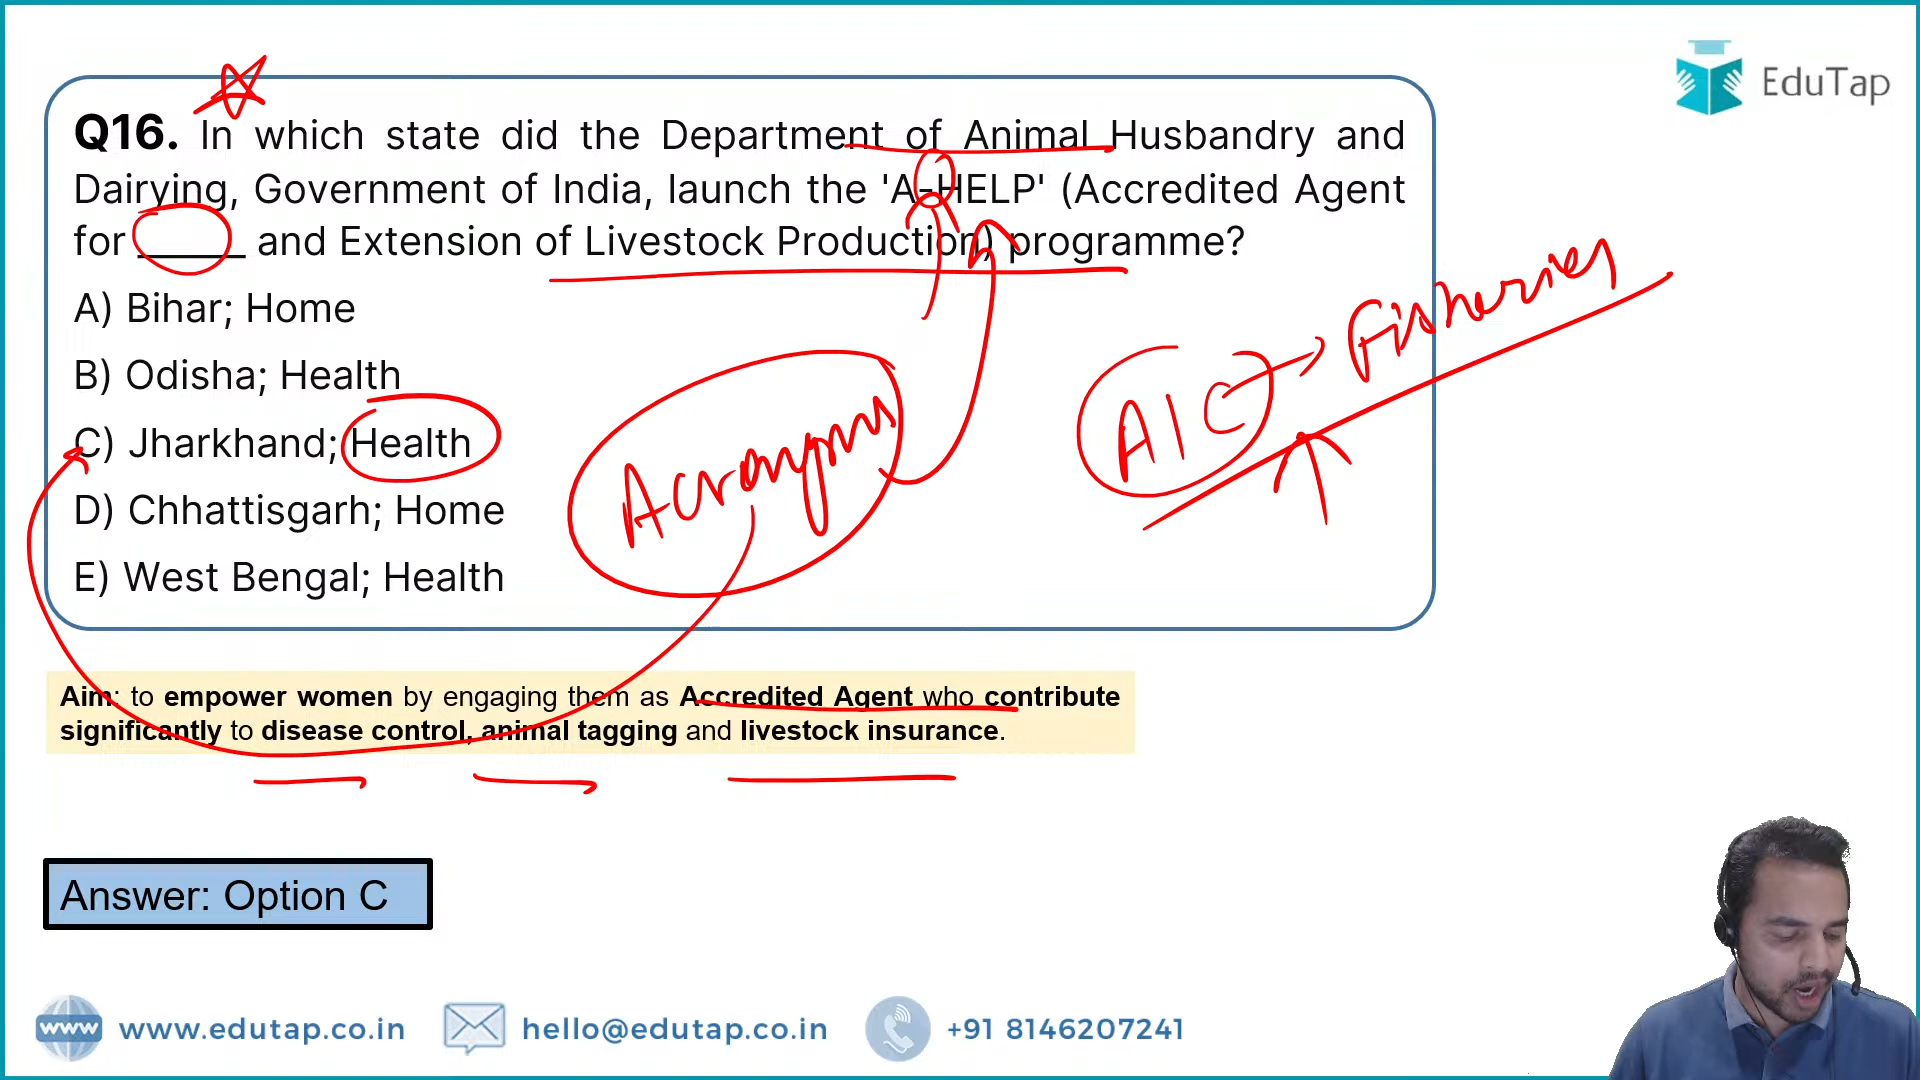 EduTap
Q16. In which state did the Department of Animal Husbandry and
Dairying, Government of India, launch the 'A-HELP' (Accredited Agent
for _____ and Extension of Livestock Production) programme?
A) Bihar; Home
B) Odisha; Health
C) Jharkhand; Health
D) Chhattisgarh; Home
E) West Bengal; Health
Acronyms
AIC → Fisheries
Aim: to empower women by engaging them as Accredited Agent who contribute
significantly to disease control, animal tagging and livestock insurance.
Answer: Option C
www www.edutap.co.in hello@edutap.co.in +91 8146207241